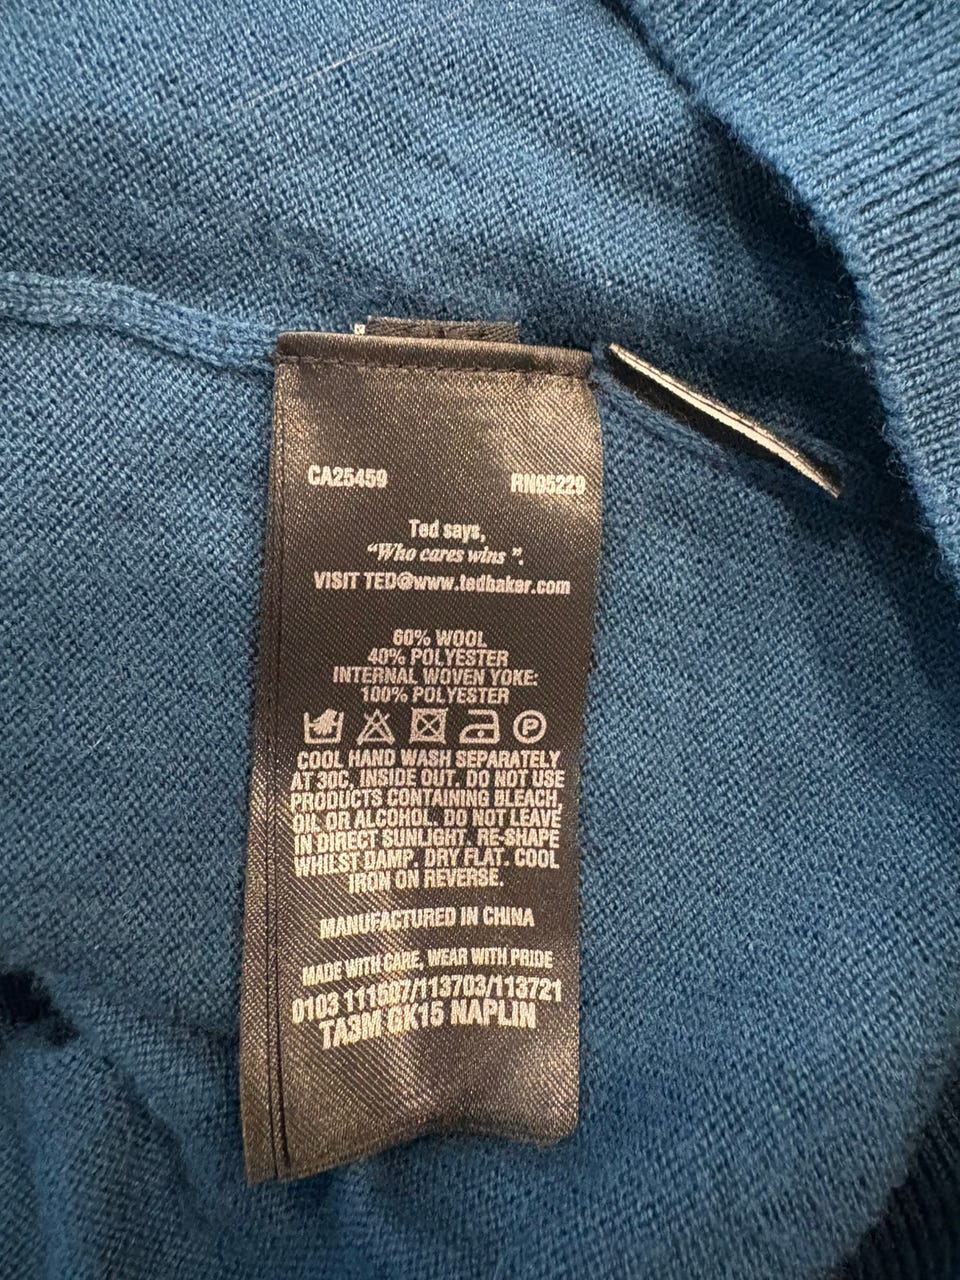 CA25459 RN95229
Ted says,
“Who cares wins”.
VISIT TED@www.tedbaker.com
60% WOOL
40% POLYESTER
INTERNAL WOVEN YOKE:
100% POLYESTER
P
COOL HAND WASH SEPARATELY
AT 30C, INSIDE OUT. DO NOT USE
PRODUCTS CONTAINING BLEACH,
OIL OR ALCOHOL. DO NOT LEAVE
IN DIRECT SUNLIGHT. RE-SHAPE
WHILST DAMP. DRY FLAT. COOL
IRON ON REVERSE.
MANUFACTURED IN CHINA
MADE WITH CARE, WEAR WITH PRIDE
0103 111507/113703/113721
TA3M GK15 NAPLIN